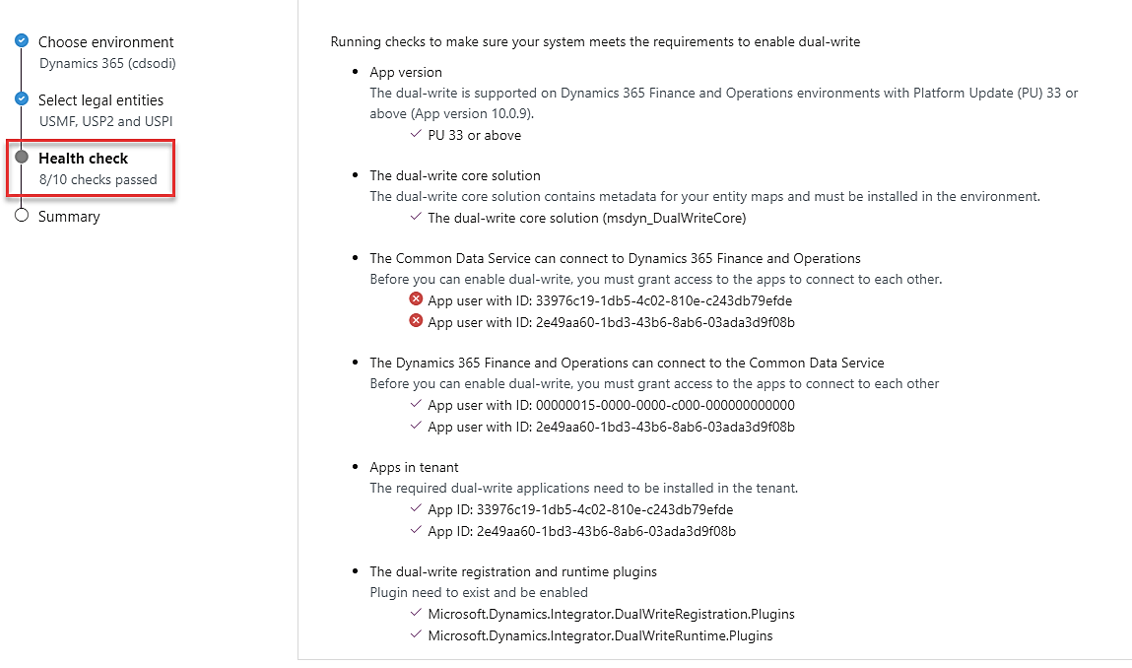 Choose environment
Dynamics 365 (cdsodi)
Select legal entities
USMF, USP2 and USPI
Health check
8/10 checks passed
Summary
Running checks to make sure your system meets the requirements to enable dual-write
App version
The dual-write is supported on Dynamics 365 Finance and Operations environments with Platform Update (PU) 33 or
above (App version 10.0.9).
PU 33 or above
The dual-write core solution
The dual-write core solution contains metadata for your entity maps and must be installed in the environment.
The dual-write core solution (msdyn_DualWriteCore)
The Common Data Service can connect to Dynamics 365 Finance and Operations
Before you can enable dual-write, you must grant access to the apps to connect to each other.
App user with ID: 33976c19-1db5-4c02-810e-c243db79efde
App user with ID: 2e49aa60-1bd3-43b6-8ab6-03ada3d9f08b
The Dynamics 365 Finance and Operations can connect to the Common Data Service
Before you can enable dual-write, you must grant access to the apps to connect to each other
App user with ID: 00000015-0000-0000-c000-000000000000
App user with ID: 2e49aa60-1bd3-43b6-8ab6-03ada3d9f08b
Apps in tenant
The required dual-write applications need to be installed in the tenant.
App ID: 33976c19-1db5-4c02-810e-c243db79efde
App ID: 2e49aa60-1bd3-43b6-8ab6-03ada3d9f08b
The dual-write registration and runtime plugins
Plugin need to exist and be enabled
Microsoft.Dynamics.Integrator.DualWriteRegistration.Plugins
Microsoft.Dynamics.Integrator.DualWriteRuntime.Plugins